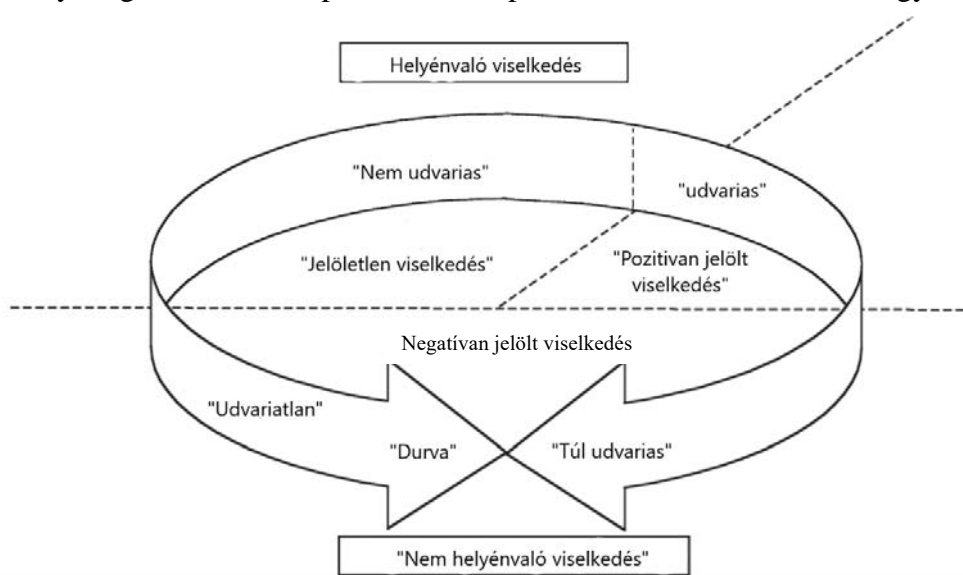 Helyénvaló viselkedés
"Nem udvarias"
"udvarias"
"Jelöletlen viselkedés"
"Pozitivan jelölt
viselkedés"
Negatívan jelölt viselkedés
"Udvariatlan"
"Durva"
"Túl udvarias"
"Nem helyénvaló viselkedés"